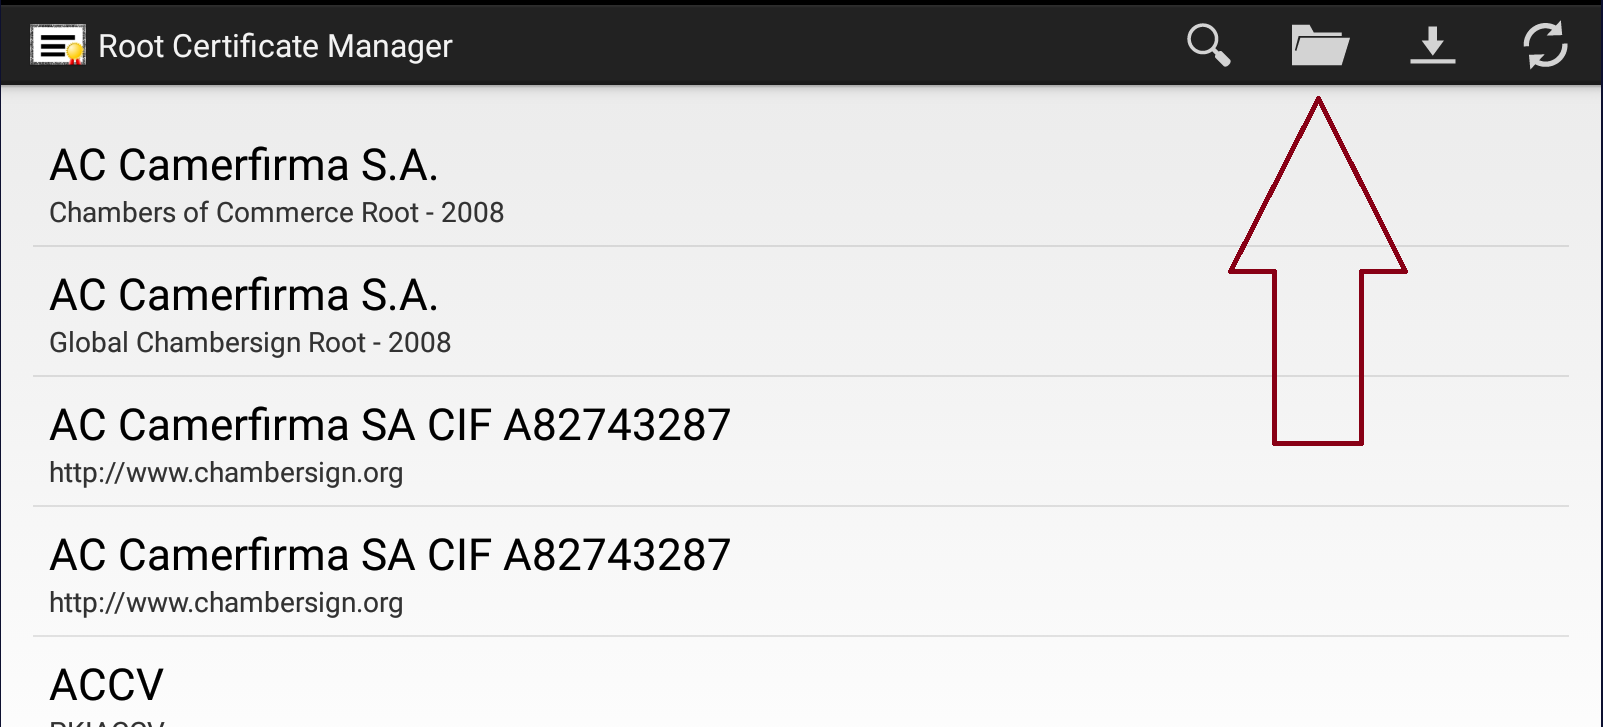 Root Certificate Manager
AC Camerfirma S.A.
Chambers of Commerce Root - 2008
AC Camerfirma S.A.
Global Chambersign Root - 2008
AC Camerfirma SA CIF A82743287
http://www.chambersign.org
AC Camerfirma SA CIF A82743287
http://www.chambersign.org
ACCV